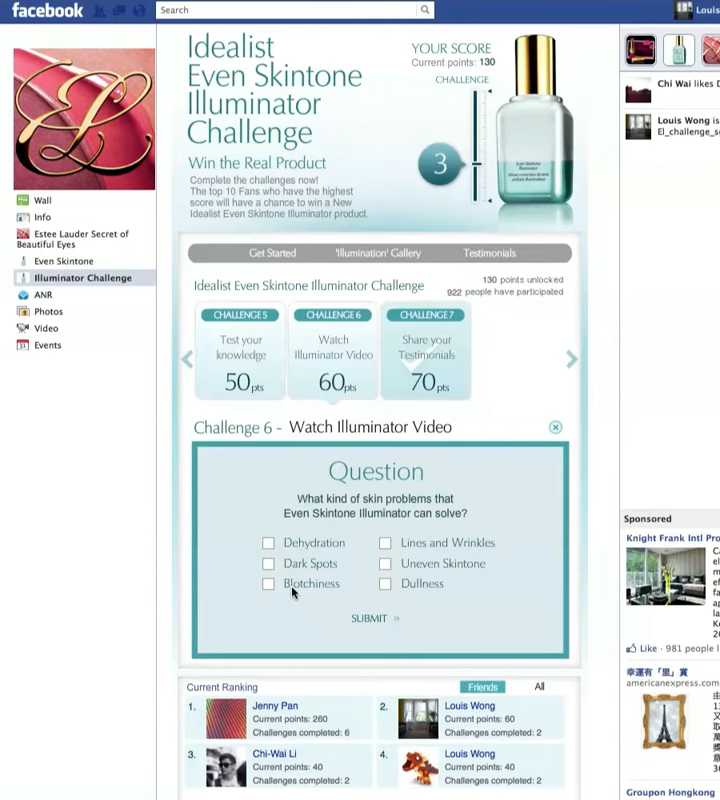 facebook
Search
Louis
Idealist
Even Skintone
Illuminator
Challenge
Win the Real Product
Complete the challenges now!
The top 10 Fans who have the highest
score will have a chance to win a New
Idealist Even Skintone Illuminator product.
YOUR SCORE
Current points: 130
CHALLENGE
3
Even Skintone
Illuminator
Chi Wai likes D
Louis Wong is
El_challenge_s
Wall
Info
Estee Lauder Secret of
Beautiful Eyes
Even Skintone
Illuminator Challenge
ANR
Photos
Video
31
Events
Get Started
'Illumination' Gallery
Testimonials
Idealist Even Skintone Illuminator Challenge
130 points unlocked
922 people have participated
CHALLENGE 5
Test your
knowledge
50pts
CHALLENGE 6
Watch
Illuminator Video
60pts
CHALLENGE 7
Share your
Testimonials
70pts
Challenge 6 - Watch Illuminator Video
Question
What kind of skin problems that
Even Skintone Illuminator can solve?
Dehydration
Lines and Wrinkles
Dark Spots
Uneven Skintone
Blotchiness
Dullness
SUBMIT »
Current Ranking
Friends
All
1.
Jenny Pan
Current points: 260
Challenges completed: 6
2.
Louis Wong
Current points: 60
Challenges completed: 2
3.
Chi-Wai Li
Current points: 40
Challenges completed: 2
4.
Louis Wong
Current points: 40
Challenges completed: 2
Sponsored
Knight Frank Intl Pro
Like · 981 people l
幸運有「里」賞
americanexpress.com
Groupon Hongkong